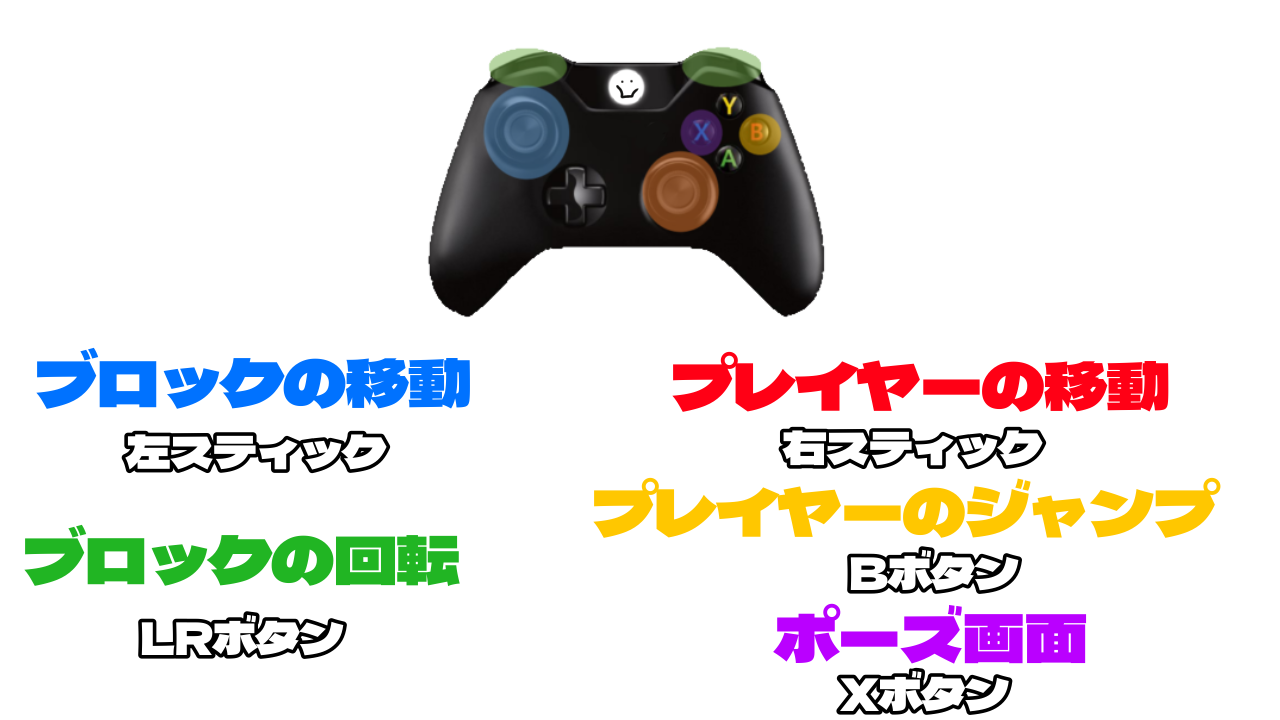 Y
X
B
A
ブロックの移動
左スティック
ブロックの回転
LRボタン
プレイヤーの移動
右スティック
プレイヤーのジャンプ
Bボタン
ポーズ画面
Xボタン